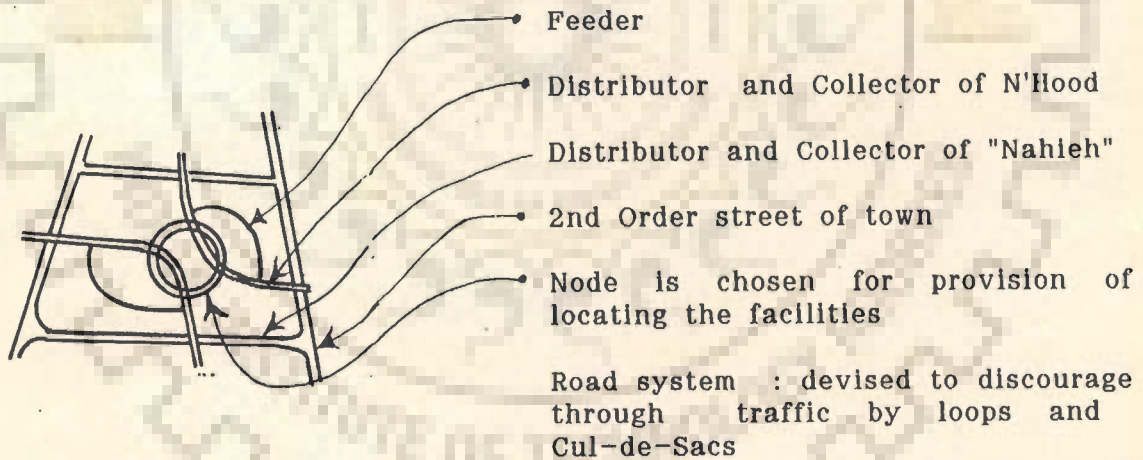 Feeder
Distributor and Collector of N'Hood
Distributor and Collector of "Nahieh"
2nd Order street of town
Node is chosen for provision of
locating the facilities
Road system : devised to discourage
through traffic by loops and
Cul-de-Sacs